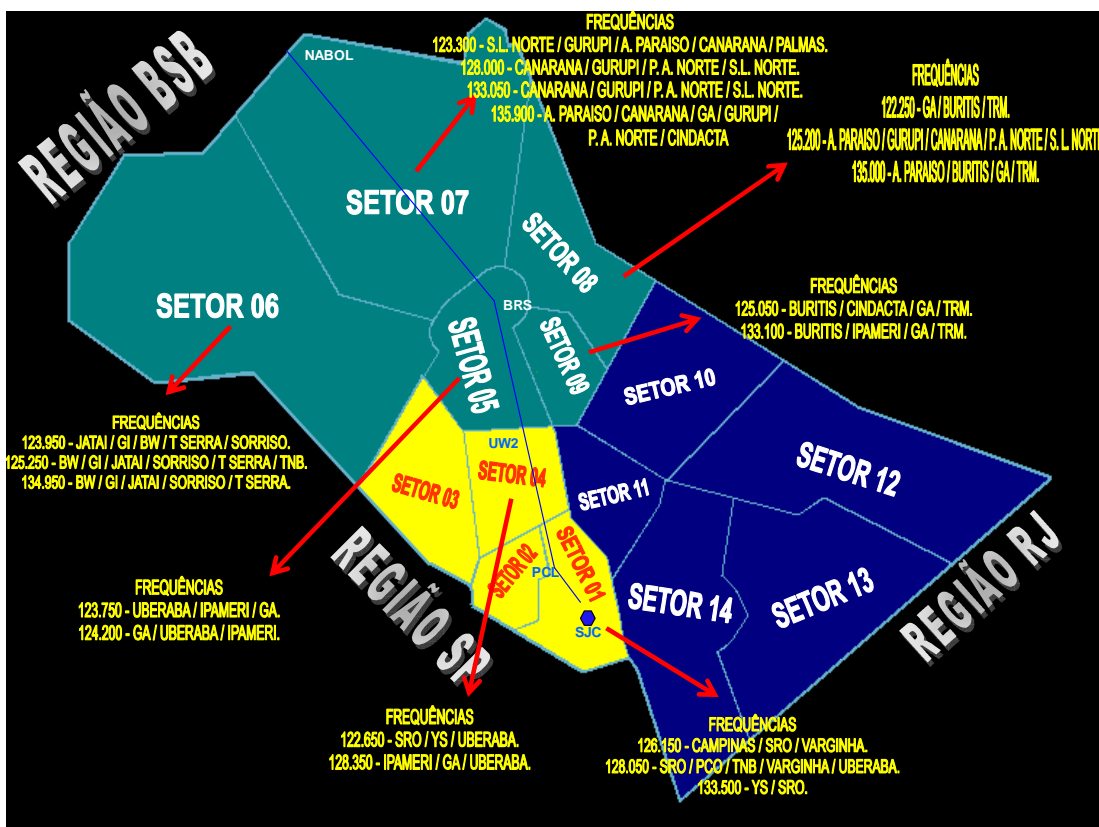 FREQUÊNCIAS
123.300 - S.L. NORTE / GURUPI / A. PARAISO / CANARANA / PALMAS.
128.000 - CANARANA / GURUPI / P. A. NORTE / S.L. NORTE.
133.050 - CANARANA / GURUPI / P. A. NORTE / S.L. NORTE.
135.900 - A. PARAISO / CANARANA / GA / GURUPI /
P. A. NORTE / CINDACTA
NABOL
REGIÃO BSB
FREQUÊNCIAS
122.250 - GA / BURITIS / TRM.
125.200 - A. PARAISO / GURUPI / CANARANA / P. A. NORTE / S. L. NORTE
135.000 - A. PARAISO / BURITIS / GA / TRM.
SETOR 07
SETOR 08
SETOR 06
BRS
FREQUÊNCIAS
125.050 - BURITIS / CINDACTA / GA / TRM.
133.100 - BURITIS / IPAMERI / GA / TRM.
SETOR 05
SETOR 09
SETOR 10
FREQUÊNCIAS
123.950 - JATAI / GI / BW / T SERRA / SORRISO.
125.250 - BW / GI / JATAI / SORRISO / T SERRA / TNB.
134.950 - BW / GI / JATAI / SORRISO / T SERRA.
UW2
SETOR 03
SETOR 04
SETOR 11
SETOR 12
SETOR 02
PCL
SETOR 01
SETOR 14
SETOR 13
REGIÃO RJ
REGIÃO SP
SJC
FREQUÊNCIAS
123.750 - UBERABA / IPAMERI / GA.
124.200 - GA / UBERABA / IPAMERI.
FREQUÊNCIAS
122.650 - SRO / YS / UBERABA.
128.350 - IPAMERI / GA / UBERABA.
FREQUÊNCIAS
126.150 - CAMPINAS / SRO / VARGINHA.
128.050 - SRO / PCO / TNB / VARGINHA / UBERABA.
133.500 - YS / SRO.